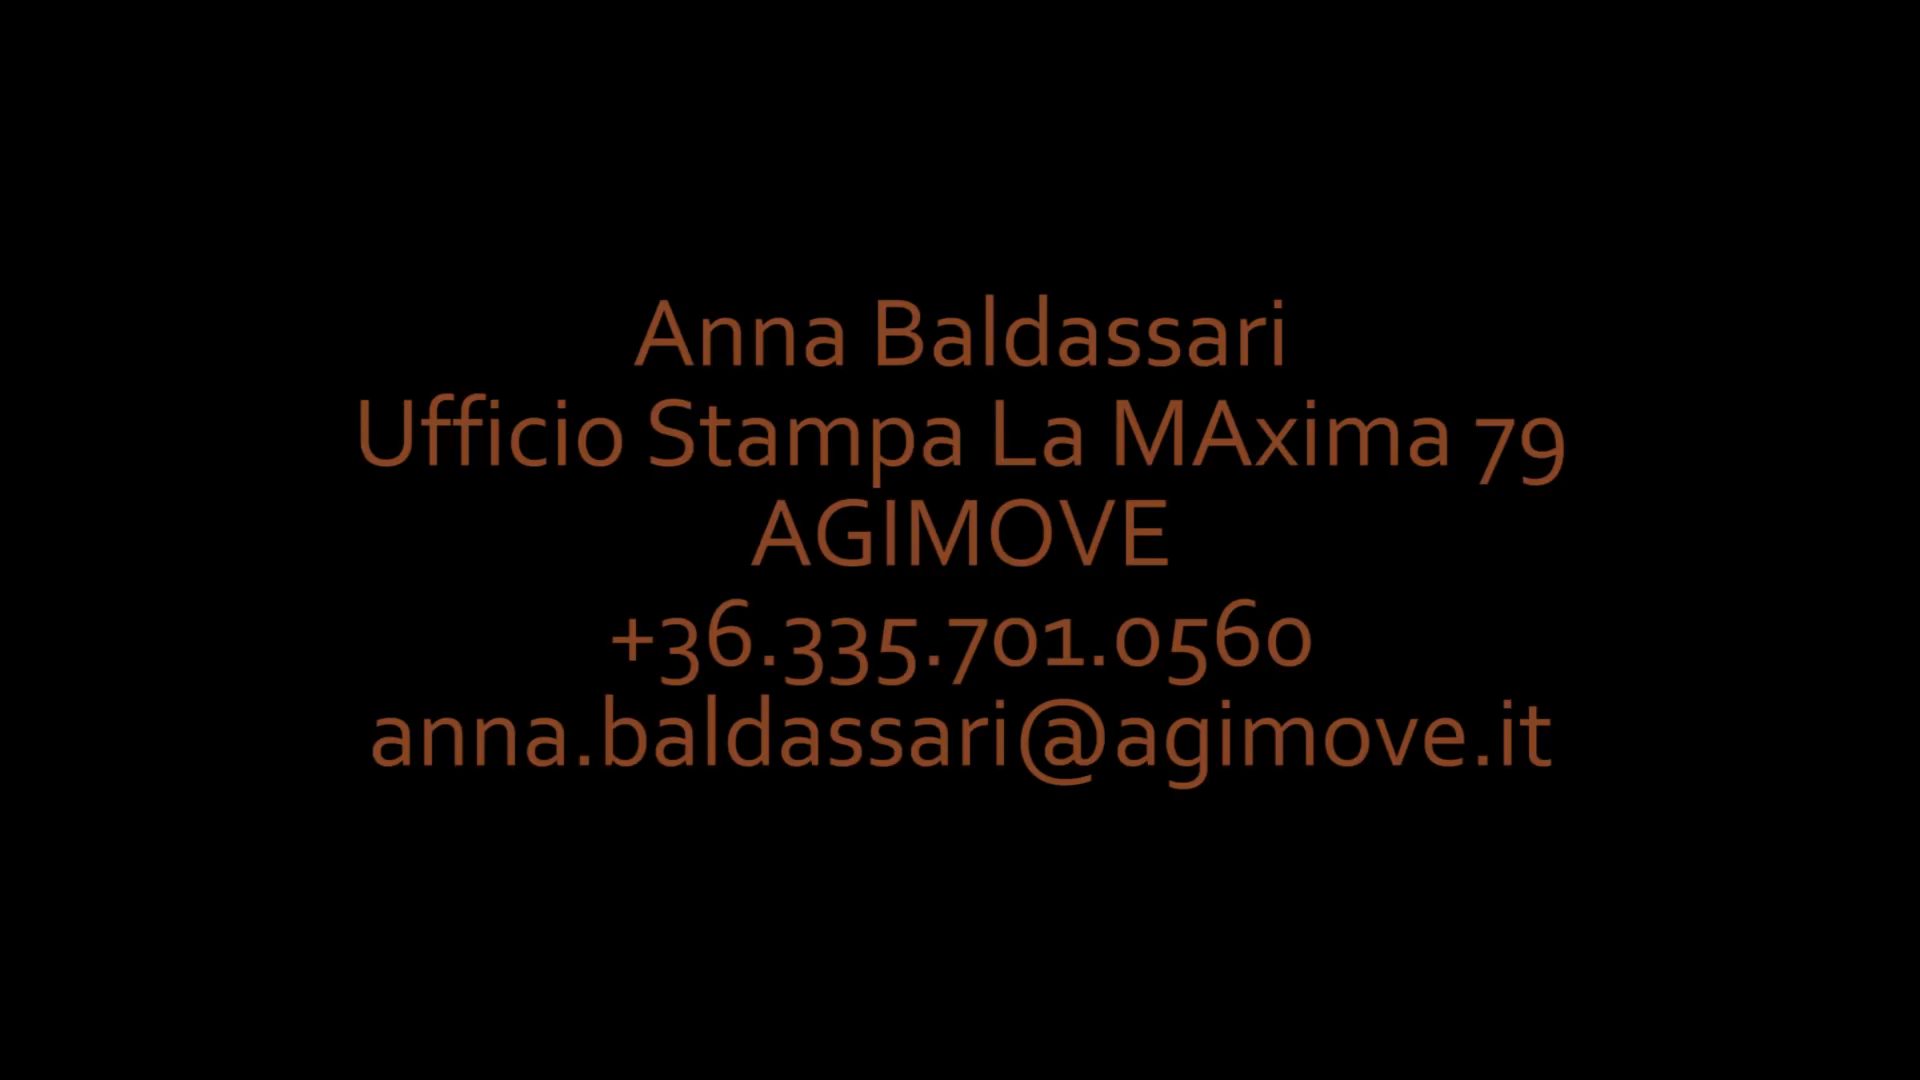 Anna Baldassari
Ufficio Stampa La MAxima 79
AGIMOVE
+36.335.701.0560
anna.baldassari@agimove.it